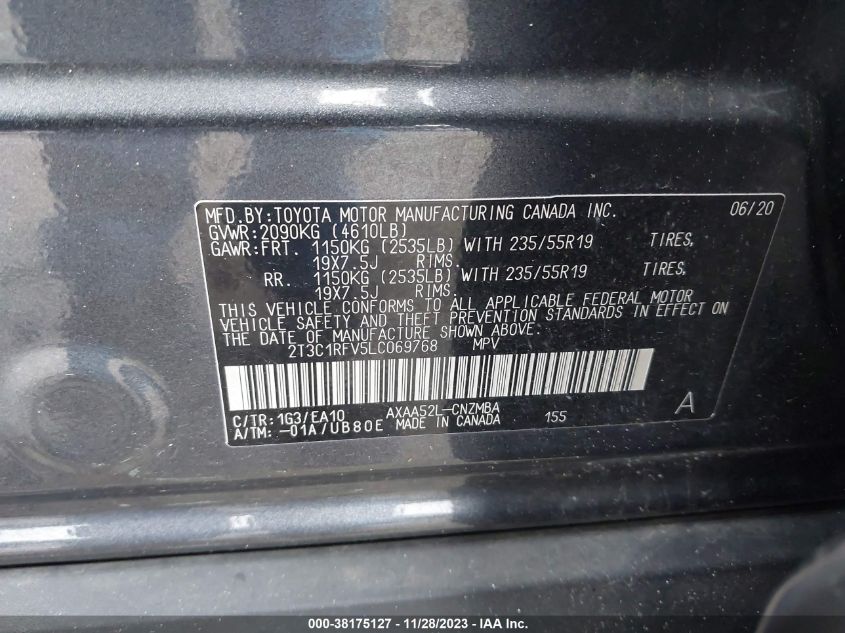 MFD.BY:TOYOTA MOTOR MANUFACTURING CANADA INC. 06/20
GVWR:2090KG (4610LB)
GAWR:FRT. 1150KG (2535LB) WITH 235/55R19 TIRES,
19X7.5J RIMS.
RR. 1150KG (2535LB) WITH 235/55R19 TIRES,
19X7.5J RIMS.
THIS VEHICLE CONFORMS TO ALL APPLICABLE FEDERAL MOTOR
VEHICLE SAFETY AND THEFT PREVENTION STANDARDS IN EFFECT ON
THE DATE OF MANUFACTURE SHOWN ABOVE.
2T3C1RFV5LC069768 MPV
C/TR:1G3/EA10 AXAA52L-CNZMBA
A/TM: -01A/UB80E MADE IN CANADA 155 A
000-38175127 - 11/28/2023 - IAA Inc.